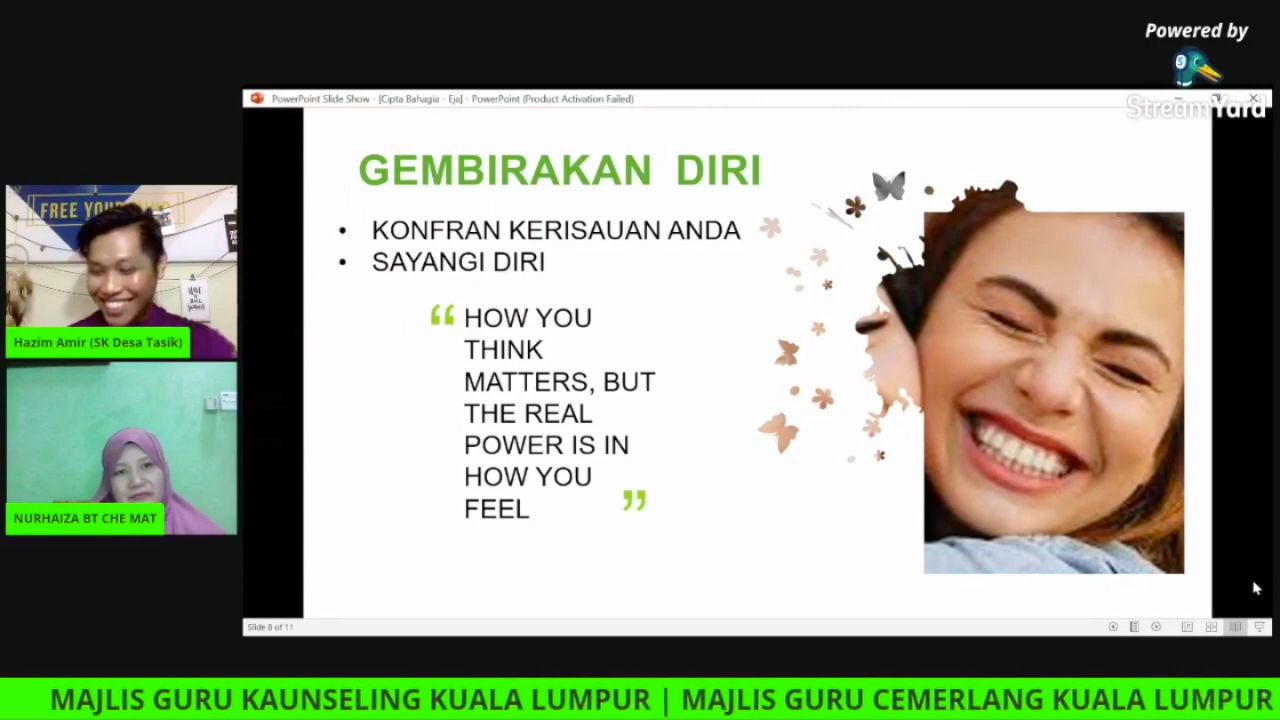 Powered by
StreamYard
PowerPoint Slide Show - [Cipta Bahagia - Eja] - PowerPoint (Product Activation Failed)
GEMBIRAKAN DIRI
• KONFRAN KERISAUAN ANDA
• SAYANGI DIRI
“ HOW YOU
THINK
MATTERS, BUT
THE REAL
POWER IS IN
HOW YOU
FEEL ”
FREE YOUR
Hazim Amir (SK Desa Tasik)
NURHAIZA BT CHE MAT
Slide 8 of 11
MAJLIS GURU KAUNSELING KUALA LUMPUR | MAJLIS GURU CEMERLANG KUALA LUMPUR